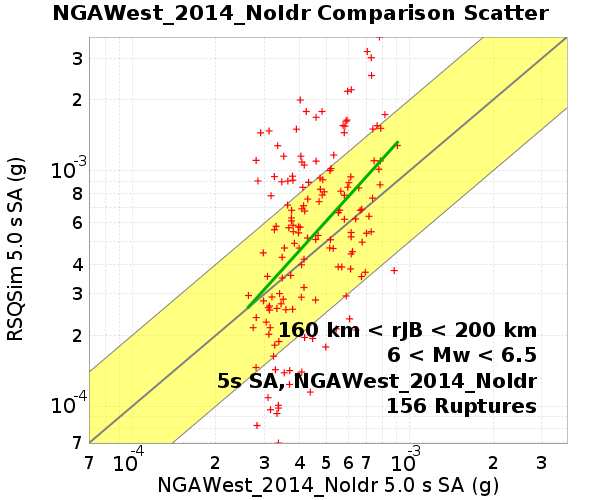 NGAWest_2014_NoIdr Comparison Scatter
RSQSim 5.0 s SA (g)
3
2
10-3
8
6
4
3
2
10-4
7
160 km < rJB < 200 km
6 < Mw < 6.5
5s SA, NGAWest_2014_NoIdr
156 Ruptures
7 10-4 2 3 4 5 6 7 10-3 2 3
NGAWest_2014_NoIdr 5.0 s SA (g)